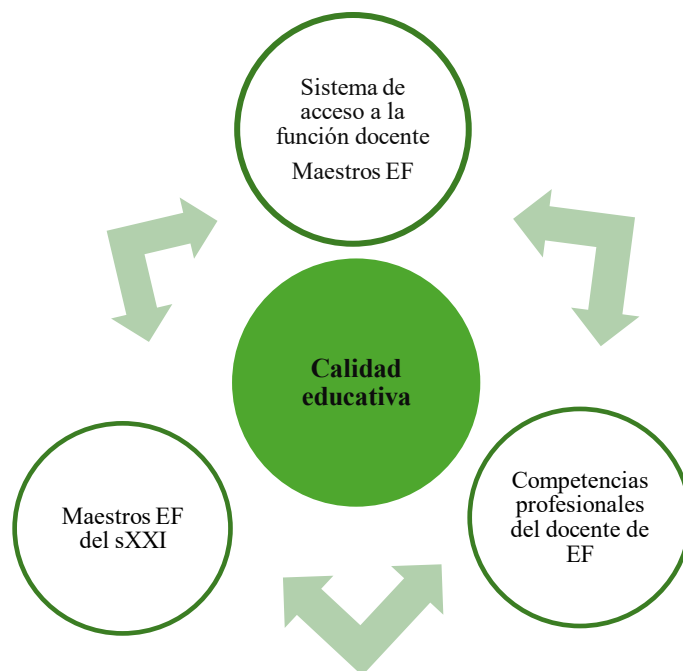 Sistema de
acceso a la
función docente
Maestros EF
Calidad
educativa
Maestros EF
del sXXI
Competencias
profesionales
del docente de
EF